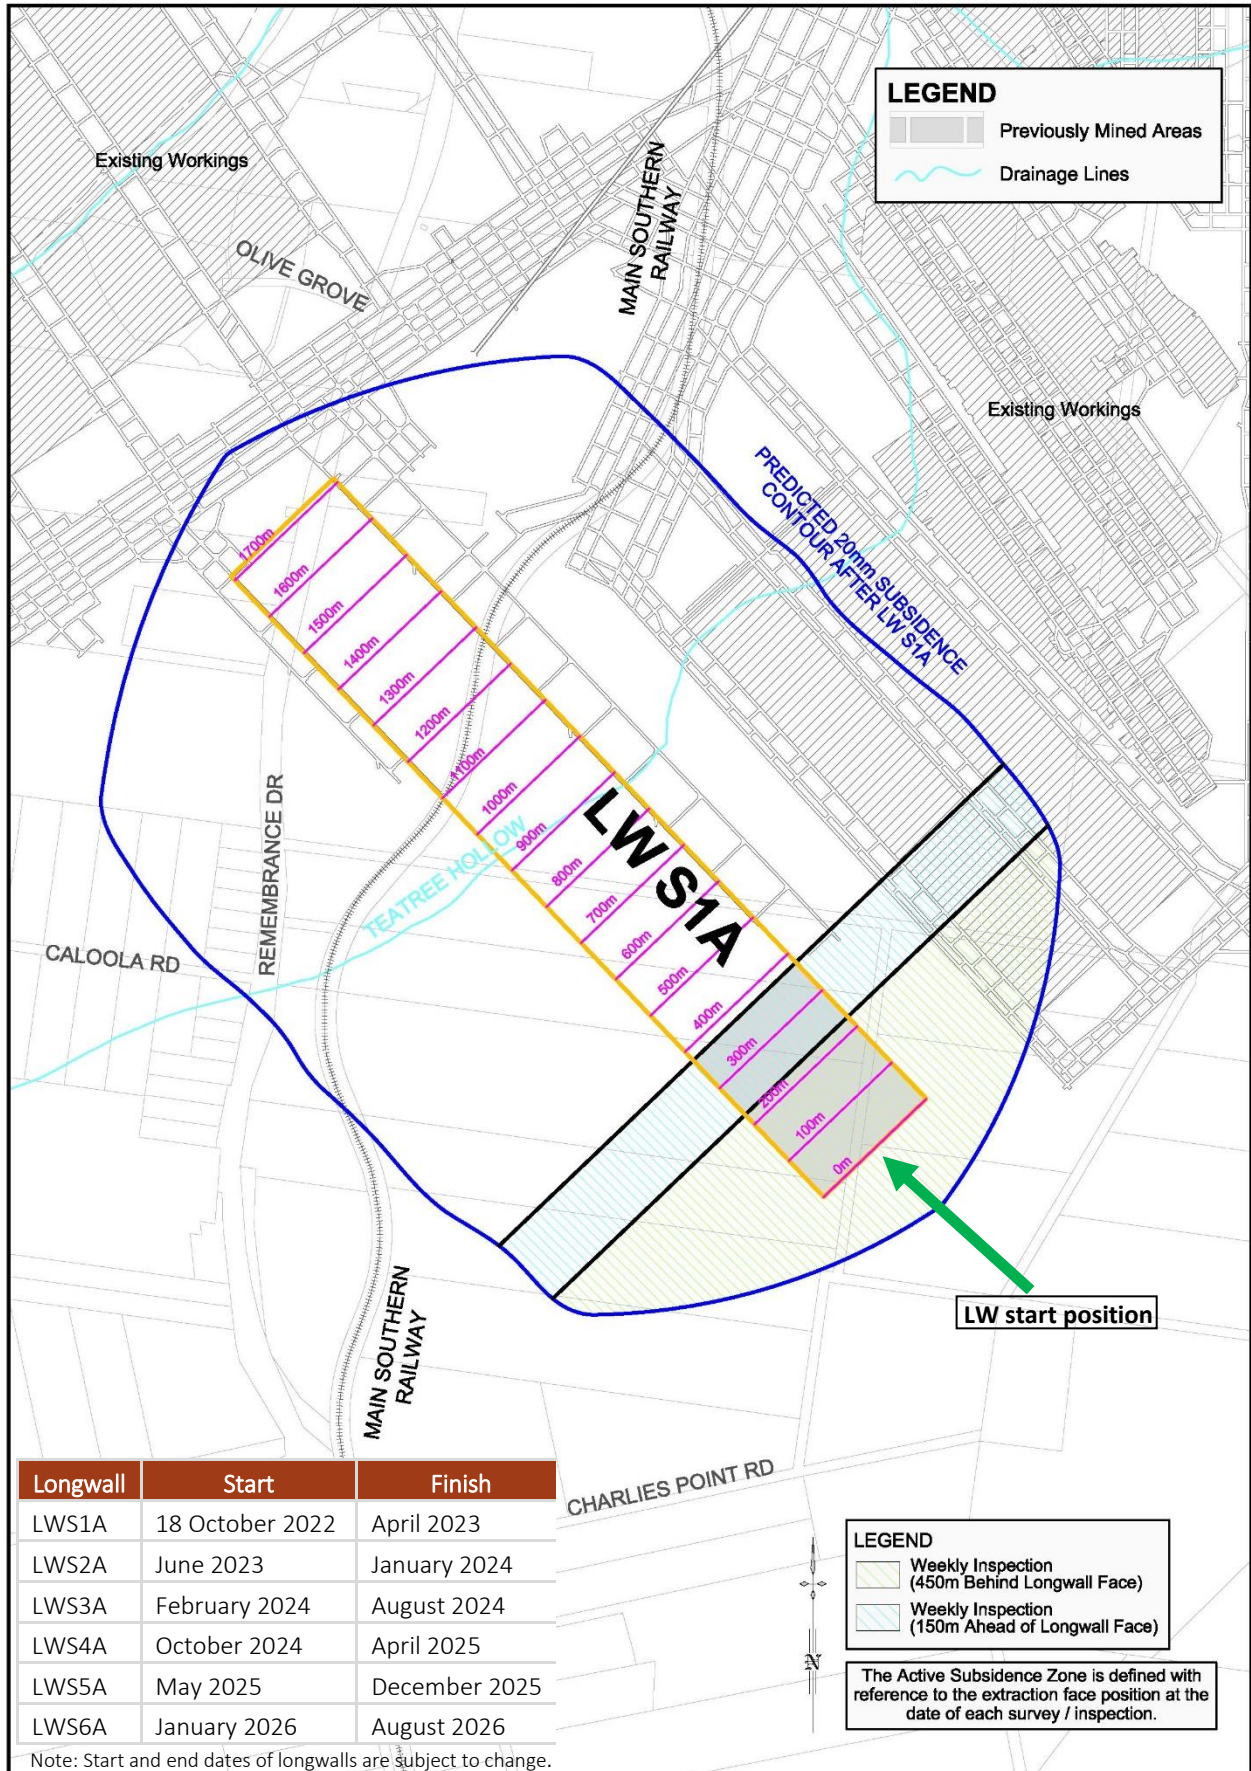 LEGEND
Previously Mined Areas
Drainage Lines
Existing Workings
OLIVE GROVE
MAIN SOUTHERN
RAILWAY
Existing Workings
PREDICTED 20mm SUBSIDENCE
CONTOUR AFTER LW S1A
1700m
1600m
1500m
1400m
1300m
1200m
1100m
1000m
900m
800m
700m
600m
500m
400m
300m
200m
100m
0m
LW S1A
TEATREE HOLLOW
REMEMBRANCE DR
CALOOLA RD
LW start position
MAIN SOUTHERN
RAILWAY
CHARLIES POINT RD
Longwall Start Finish
LWS1A 18 October 2022 April 2023
LWS2A June 2023 January 2024
LWS3A February 2024 August 2024
LWS4A October 2024 April 2025
LWS5A May 2025 December 2025
LWS6A January 2026 August 2026
Note: Start and end dates of longwalls are subject to change.
N
LEGEND
Weekly Inspection
(450m Behind Longwall Face)
Weekly Inspection
(150m Ahead of Longwall Face)
The Active Subsidence Zone is defined with
reference to the extraction face position at the
date of each survey / inspection.